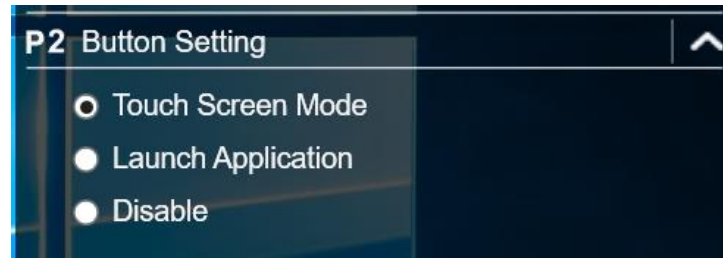 P2 Button Setting
Touch Screen Mode
Launch Application
Disable